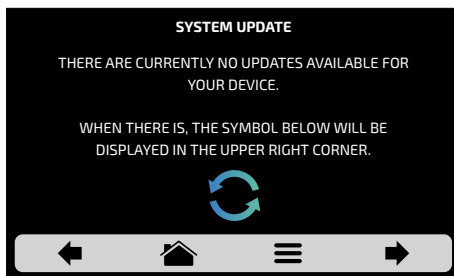 SYSTEM UPDATE
THERE ARE CURRENTLY NO UPDATES AVAILABLE FOR
YOUR DEVICE.
WHEN THERE IS, THE SYMBOL BELOW WILL BE
DISPLAYED IN THE UPPER RIGHT CORNER.